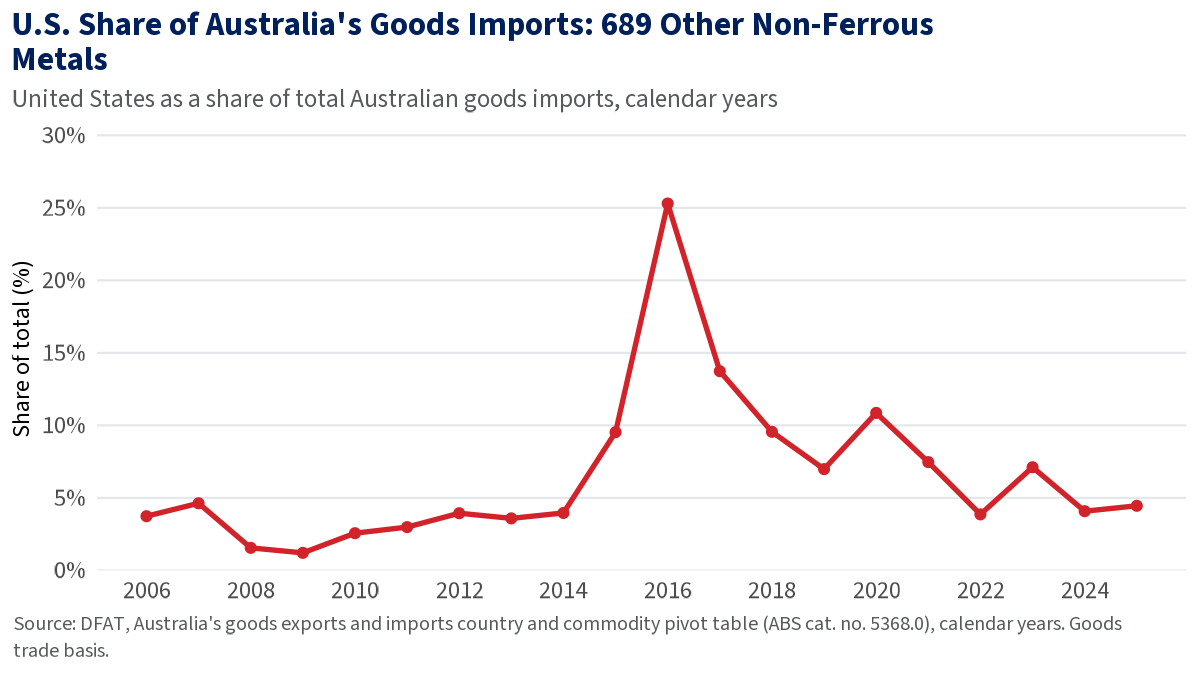 U.S. Share of Australia's Goods Imports: 689 Other Non-Ferrous
Metals
United States as a share of total Australian goods imports, calendar years
Share of total (%)
30%
25%
20%
15%
10%
5%
0%
2006 2008 2010 2012 2014 2016 2018 2020 2022 2024
Source: DFAT, Australia's goods exports and imports country and commodity pivot table (ABS cat. no. 5368.0), calendar years. Goods
trade basis.